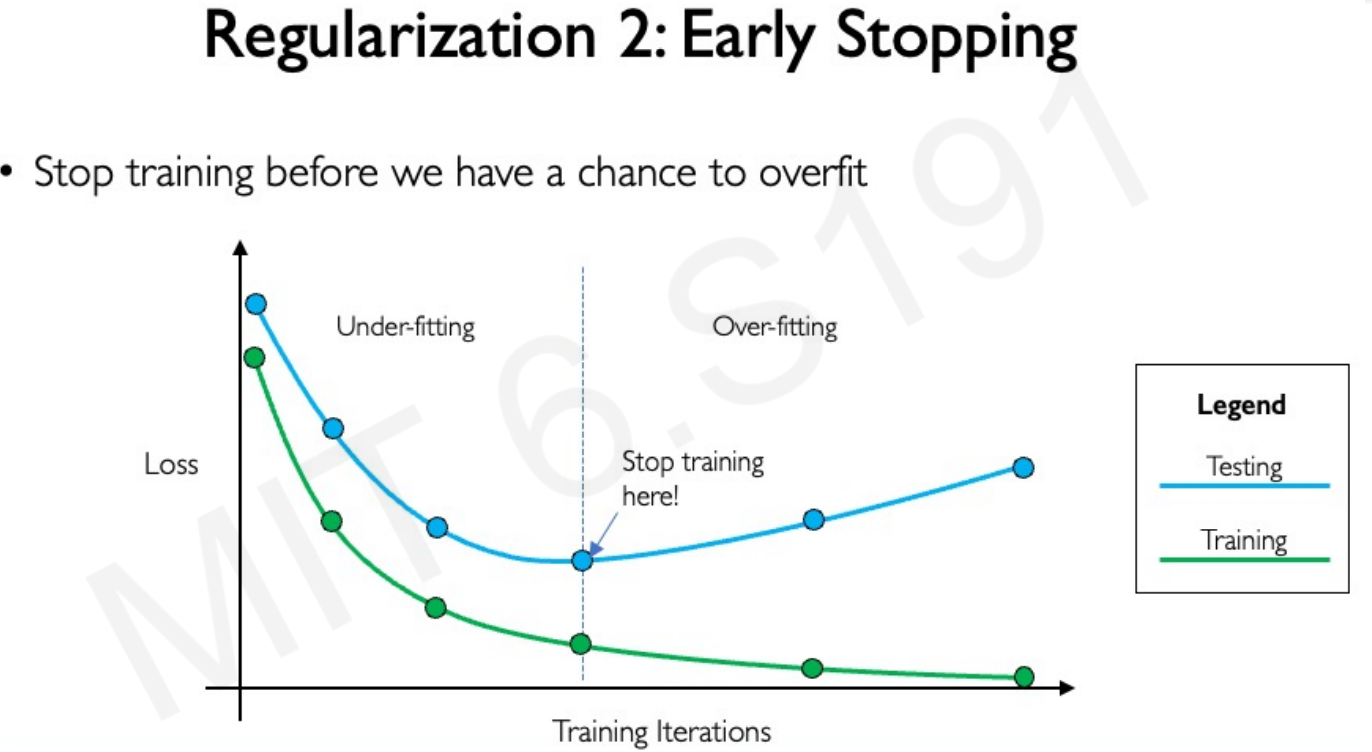 Regularization 2: Early Stopping
• Stop training before we have a chance to overfit
Under-fitting
Over-fitting
Loss
Stop training
here!
Training Iterations
Legend
Testing
Training
MIT 6.S191